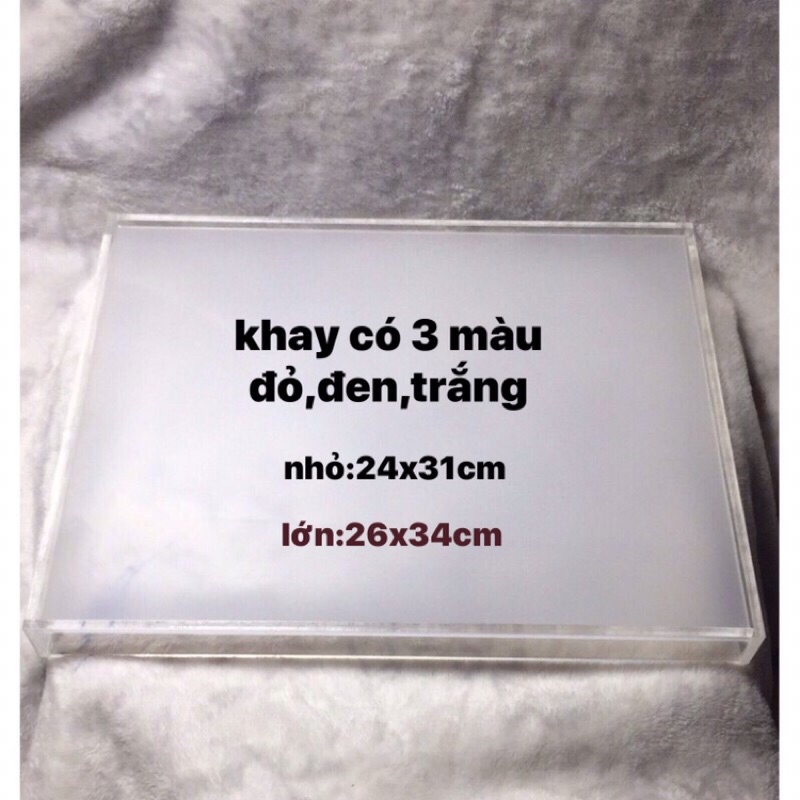 khay có 3 màu
đỏ,đen,trắng
nhỏ:24x31cm
lớn:26x34cm